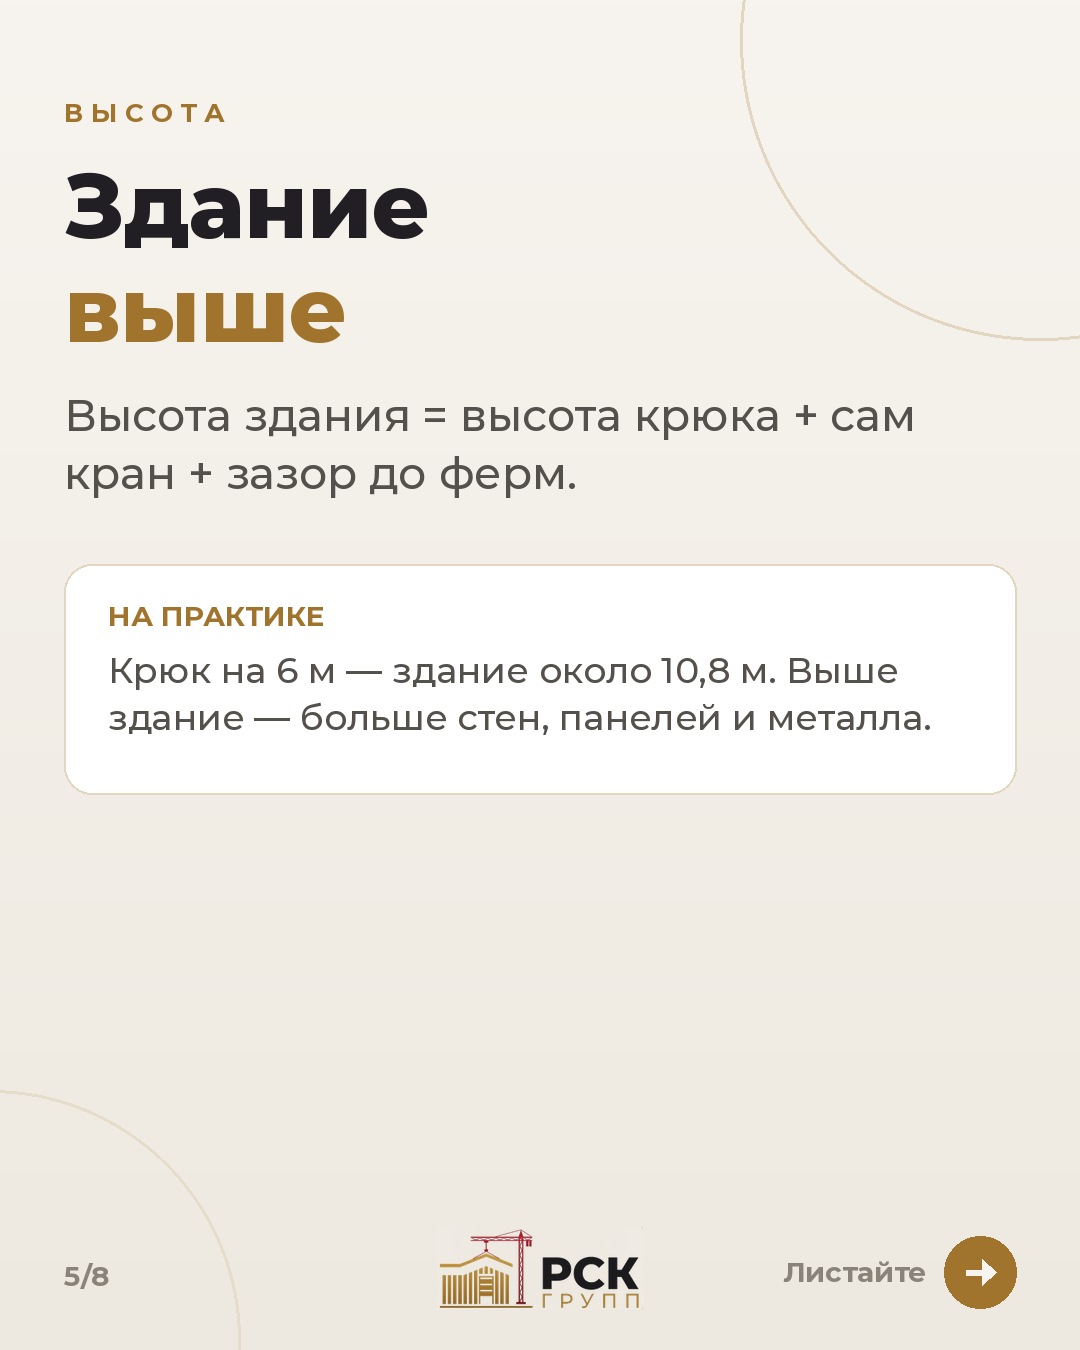 ВЫСОТА
Здание
выше
Высота здания = высота крюка + сам
кран + зазор до ферм.
НА ПРАКТИКЕ
Крюк на 6 м — здание около 10,8 м. Выше
здание — больше стен, панелей и металла.
5/8
РСК
ГРУПП
Листайте